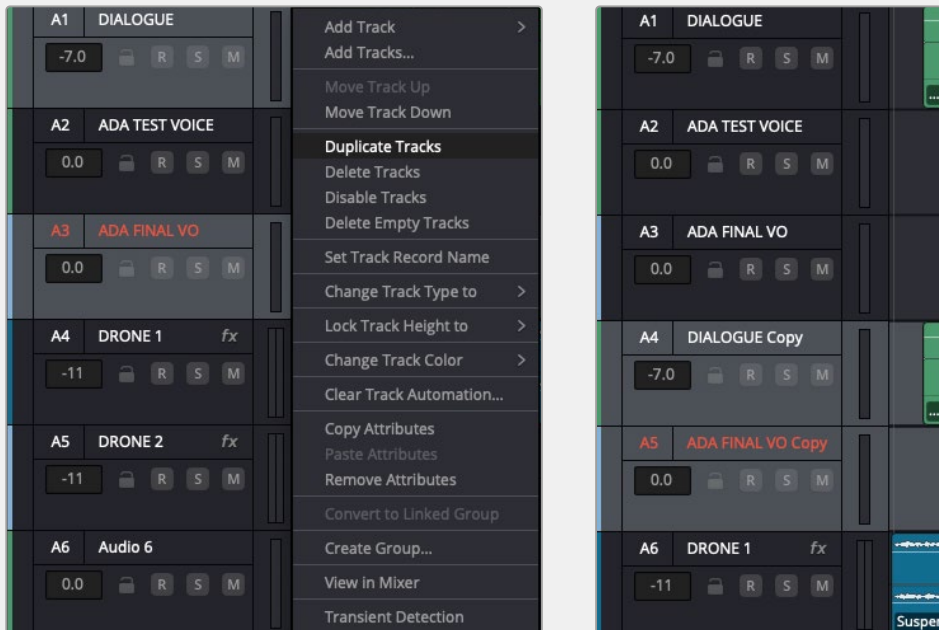 A1 DIALOGUE
-7.0 R S M
A2 ADA TEST VOICE
0.0 R S M
A3 ADA FINAL VO
0.0 R S M
A4 DRONE 1 fx
-11 R S M
A5 DRONE 2 fx
-11 R S M
A6 Audio 6
0.0 R S M
Add Track >
Add Tracks...
Move Track Up
Move Track Down
Duplicate Tracks
Delete Tracks
Disable Tracks
Delete Empty Tracks
Set Track Record Name
Change Track Type to >
Lock Track Height to >
Change Track Color >
Clear Track Automation...
Copy Attributes
Paste Attributes
Remove Attributes
Convert to Linked Group
Create Group...
View in Mixer
Transient Detection
A1 DIALOGUE
-7.0 R S M
...
A2 ADA TEST VOICE
0.0 R S M
A3 ADA FINAL VO
0.0 R S M
A4 DIALOGUE Copy
-7.0 R S M
...
A5 ADA FINAL VO Copy
0.0 R S M
A6 DRONE 1 fx
-11 R S M
Susper